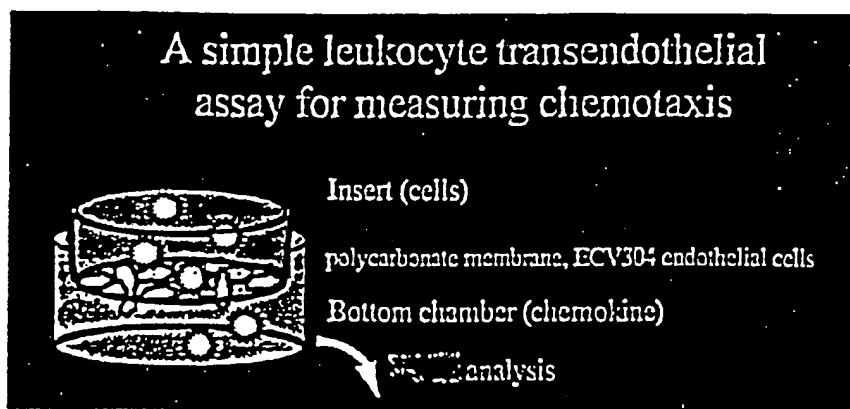 A simple leukocyte transendothelial
assay for measuring chemotaxis
Insert (cells)
polycarbonate membrane, ECV304 endothelial cells
Bottom chamber (chemokine)
analysis